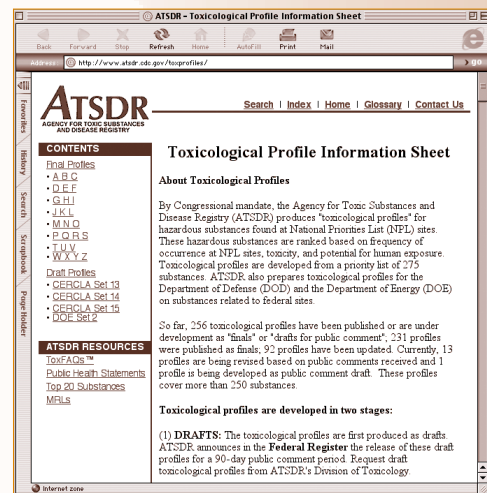 ATSDR - Toxicological Profile Information Sheet
Back Forward Stop Refresh Home AutoFill Print Mail
Address http://www.atsdr.cdc.gov/toxprofiles/ go
Favorites
History
Search
Scrapbook
Page Holder
ATSDR
AGENCY FOR TOXIC SUBSTANCES
AND DISEASE REGISTRY
Search | Index | Home | Glossary | Contact Us
CONTENTS
Final Profiles
• A B C
• D E F
• G H I
• J K L
• M N O
• P Q R S
• T U V
• W X Y Z
Draft Profiles
• CERCLA Set 13
• CERCLA Set 14
• CERCLA Set 15
• DOE Set 2
ATSDR RESOURCES
ToxFAQs™
Public Health Statements
Top 20 Substances
MRLs
Toxicological Profile Information Sheet
About Toxicological Profiles
By Congressional mandate, the Agency for Toxic Substances and
Disease Registry (ATSDR) produces "toxicological profiles" for
hazardous substances found at National Priorities List (NPL) sites.
These hazardous substances are ranked based on frequency of
occurrence at NPL sites, toxicity, and potential for human exposure.
Toxicological profiles are developed from a priority list of 275
substances. ATSDR also prepares toxicological profiles for the
Department of Defense (DOD) and the Department of Energy (DOE)
on substances related to federal sites.
So far, 256 toxicological profiles have been published or are under
development as "finals" or "drafts for public comment"; 231 profiles
were published as finals; 92 profiles have been updated. Currently, 13
profiles are being revised based on public comments received and 1
profile is being developed as public comment draft. These profiles
cover more than 250 substances.
Toxicological profiles are developed in two stages:
(1) DRAFTS: The toxicological profiles are first produced as drafts.
ATSDR announces in the Federal Register the release of these draft
profiles for a 90-day public comment period. Request draft
toxicological profiles from ATSDR's Division of Toxicology.
Internet zone